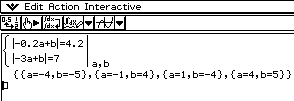 Edit Action Interactive
|-0.2a+b|=4.2
|-3a+b|=7
a,b
{{a=-4,b=-5},{a=-1,b=4},{a=1,b=-4},{a=4,b=5}}